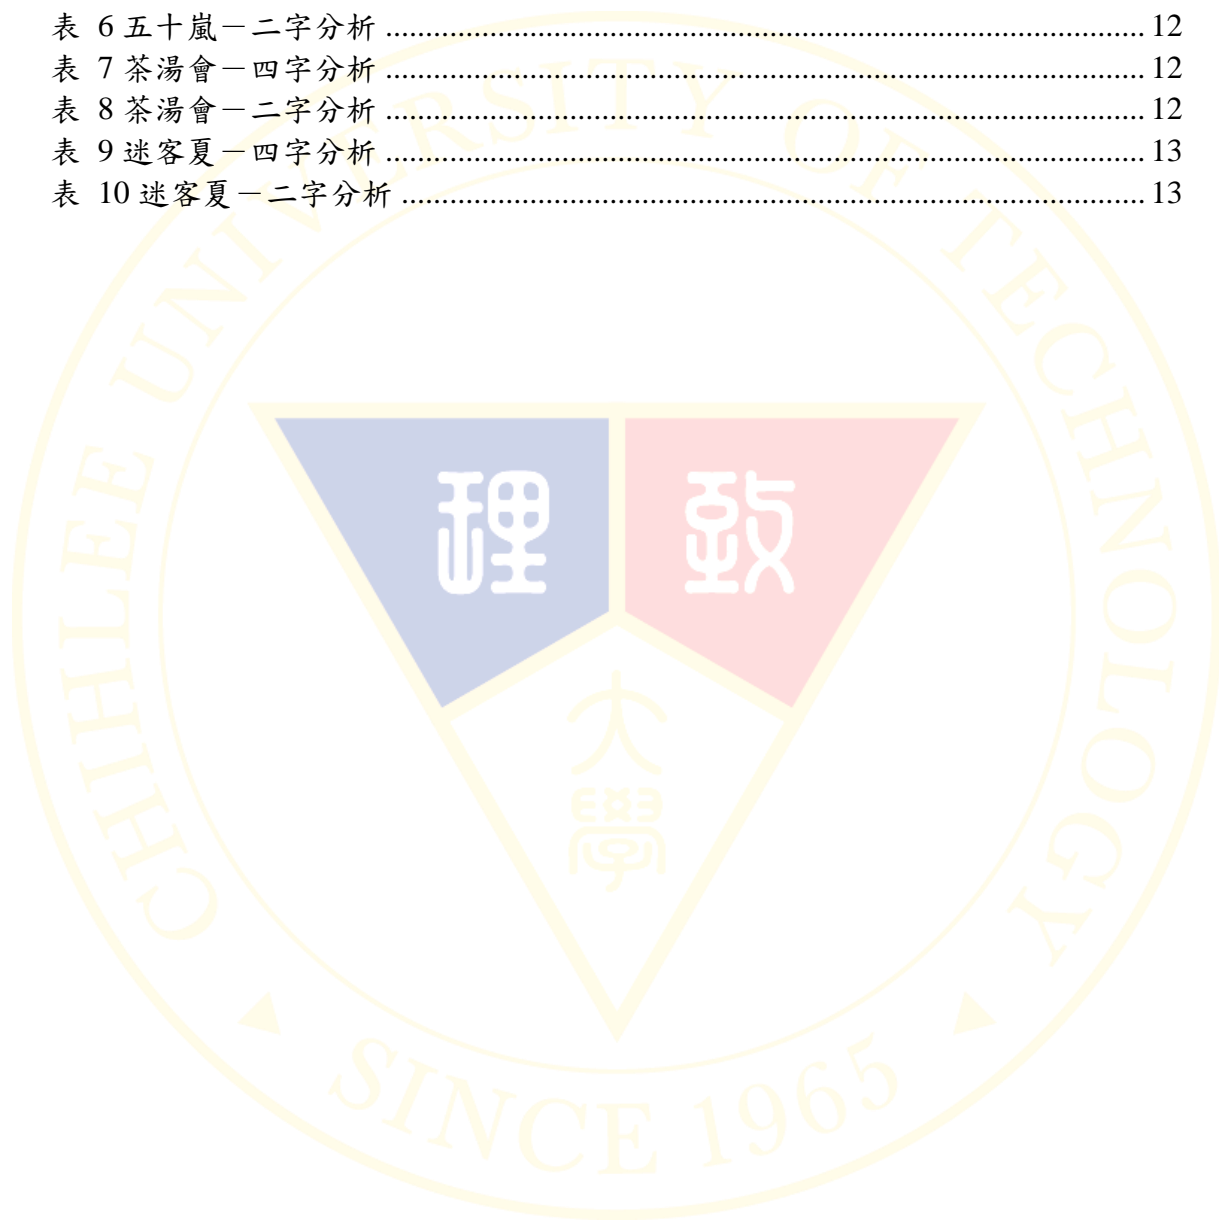 表 6 五十嵐－二字分析 ........................................ 12
表 7 茶湯會－四字分析 ........................................ 12
表 8 茶湯會－二字分析 ........................................ 12
表 9 迷客夏－四字分析 ........................................ 13
表 10 迷客夏－二字分析 ........................................ 13
CHIHLEE UNIVERSITY OF TECHNOLOGY
理 致
大
學
SINCE 1965